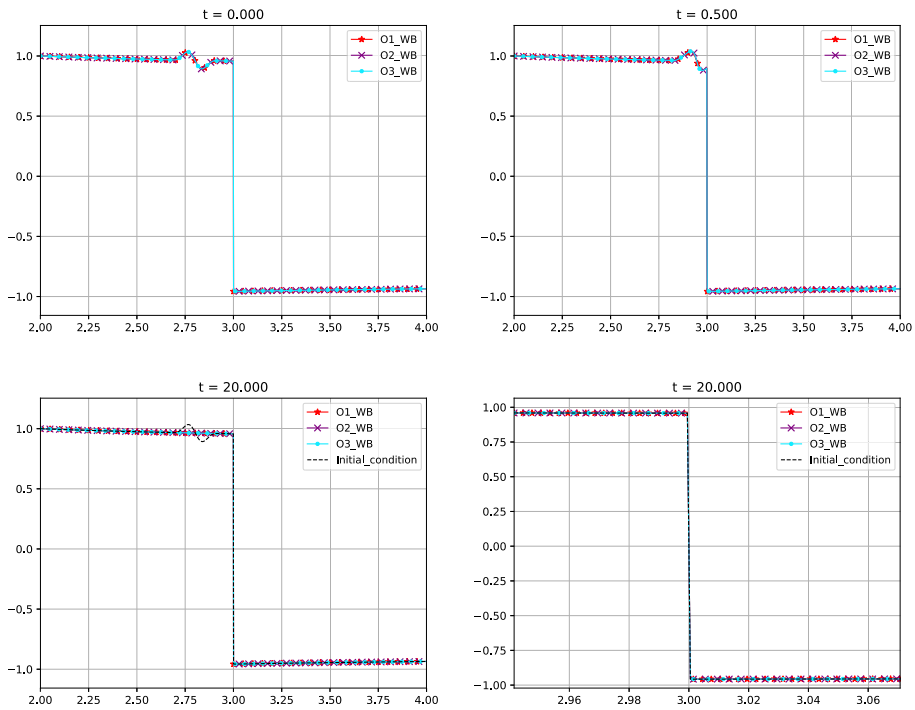 t = 0.000
1.0
0.5
0.0
−0.5
−1.0
2.00 2.25 2.50 2.75 3.00 3.25 3.50 3.75 4.00
O1_WB
O2_WB
O3_WB
t = 0.500
1.0
0.5
0.0
−0.5
−1.0
2.00 2.25 2.50 2.75 3.00 3.25 3.50 3.75 4.00
O1_WB
O2_WB
O3_WB
t = 20.000
1.0
0.5
0.0
−0.5
−1.0
2.00 2.25 2.50 2.75 3.00 3.25 3.50 3.75 4.00
O1_WB
O2_WB
O3_WB
Initial_condition
t = 20.000
1.00
0.75
0.50
0.25
0.00
−0.25
−0.50
−0.75
−1.00
2.96 2.98 3.00 3.02 3.04 3.06
O1_WB
O2_WB
O3_WB
Initial_condition